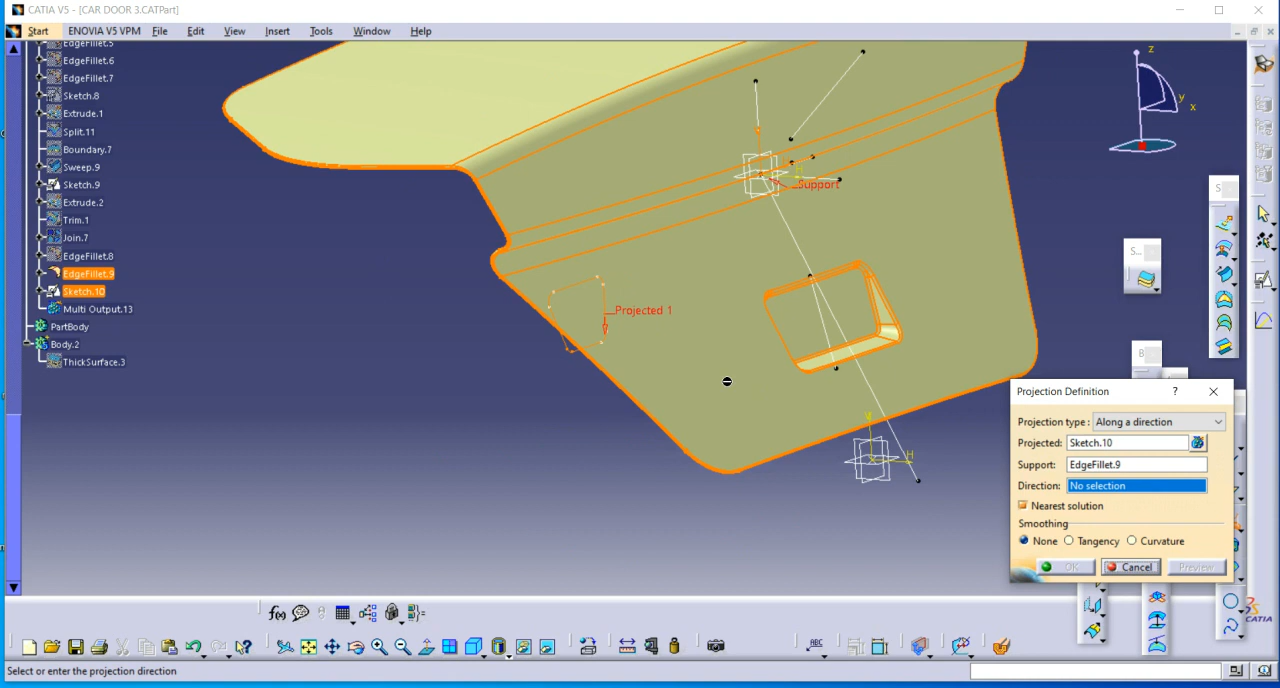 CATIA V5 - [CAR DOOR 3.CATPart]
Start ENOVIA V5 VPM File Edit View Insert Tools Window Help
EdgeFillet.5
EdgeFillet.6
EdgeFillet.7
Sketch.8
Extrude.1
Split.11
Boundary.7
Sweep.9
Sketch.9
Extrude.2
Trim.1
Join.7
EdgeFillet.8
EdgeFillet.9
Sketch.10
Multi Output.13
PartBody
Body.2
ThickSurface.3
z
y
x
Support
Projected 1
H
S...
S
B
Projection Definition ?
Projection type : Along a direction
Projected: Sketch.10
Support: EdgeFillet.9
Direction: No selection
Nearest solution
Smoothing
None Tangency Curvature
OK Cancel Preview
f(x)
ABC
CATIA
Select or enter the projection direction